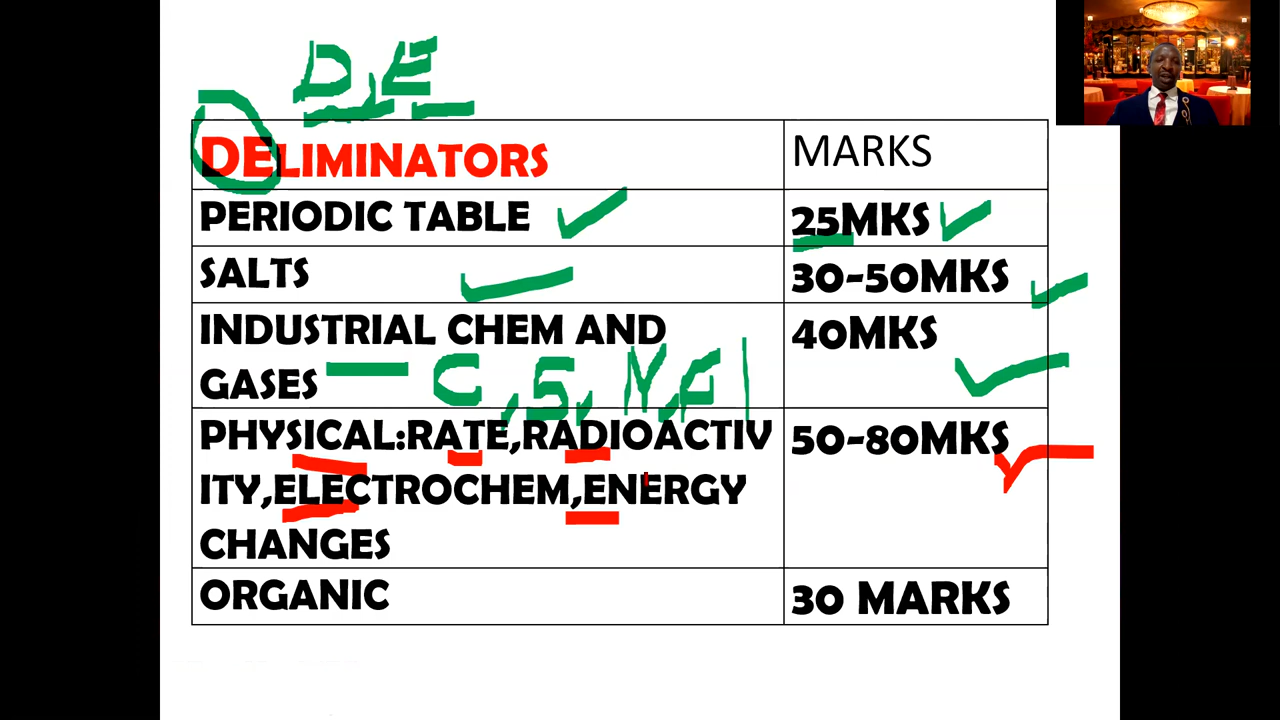 D,E
DELIMINATORS
MARKS
PERIODIC TABLE
25MKS
SALTS
30-50MKS
INDUSTRIAL CHEM AND
GASES
40MKS
C,S,N,Cl
PHYSICAL:RATE,RADIOACTIV
ITY,ELECTROCHEM,ENERGY
CHANGES
50-80MKS
ORGANIC
30 MARKS